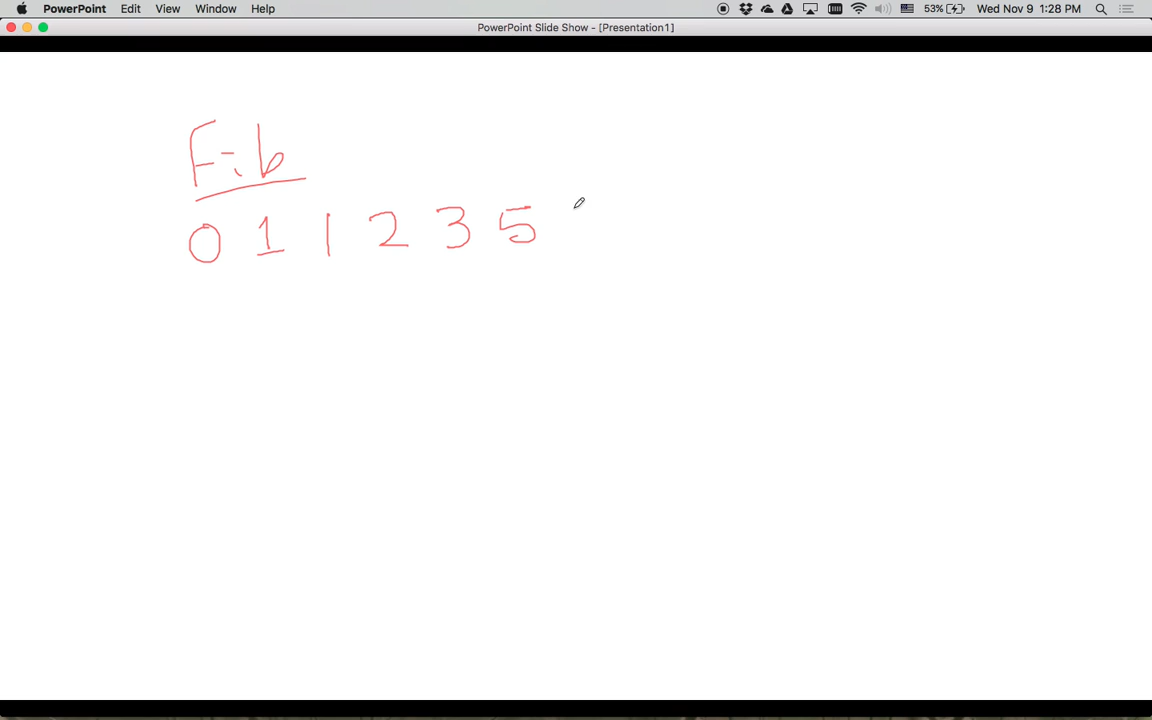 PowerPoint Edit View Window Help 53% Wed Nov 9 1:28 PM
PowerPoint Slide Show - [Presentation1]
Fib
0 1 1 2 3 5